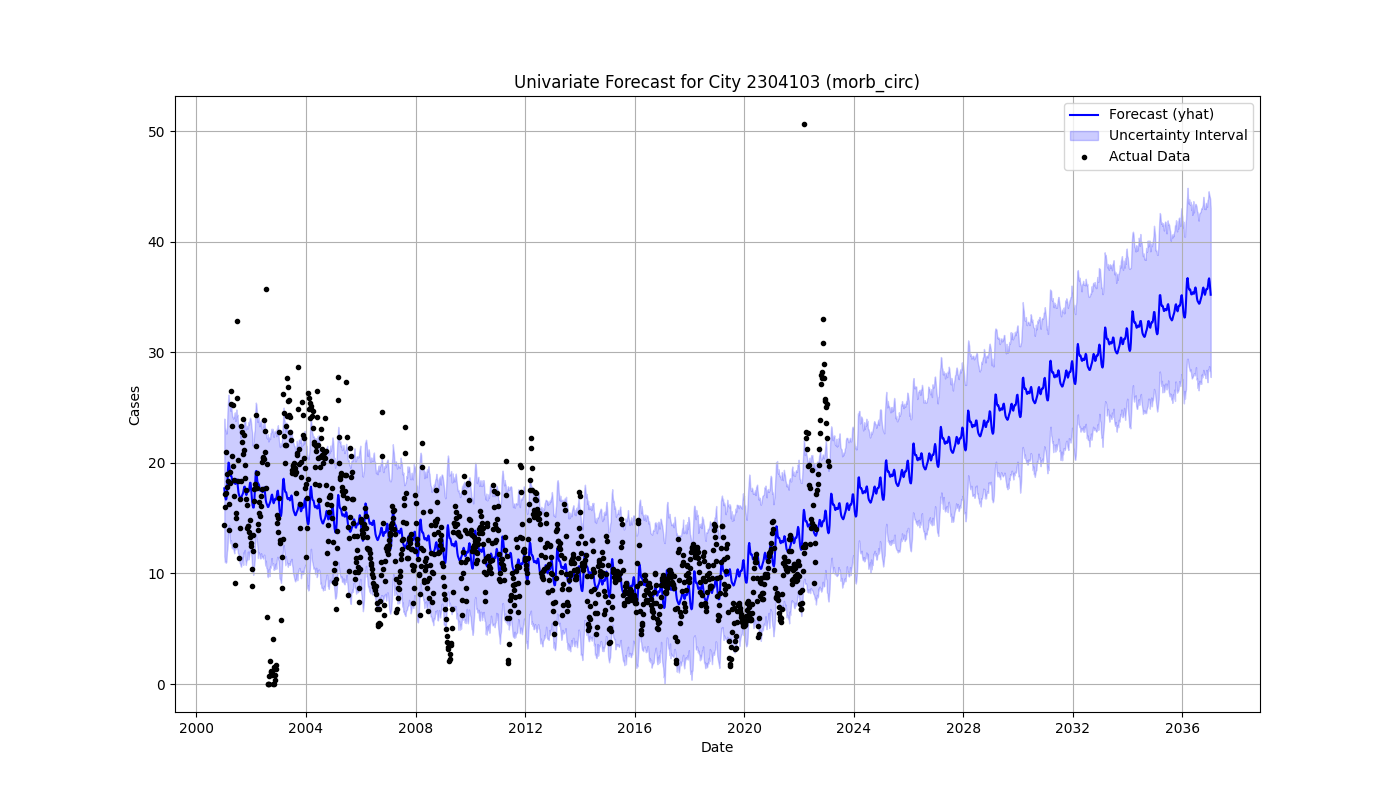 Univariate Forecast for City 2304103 (morb_circ)
Forecast (yhat)
Uncertainty Interval
Actual Data
50
40
30
20
10
0
Cases
2000 2004 2008 2012 2016 2020 2024 2028 2032 2036
Date